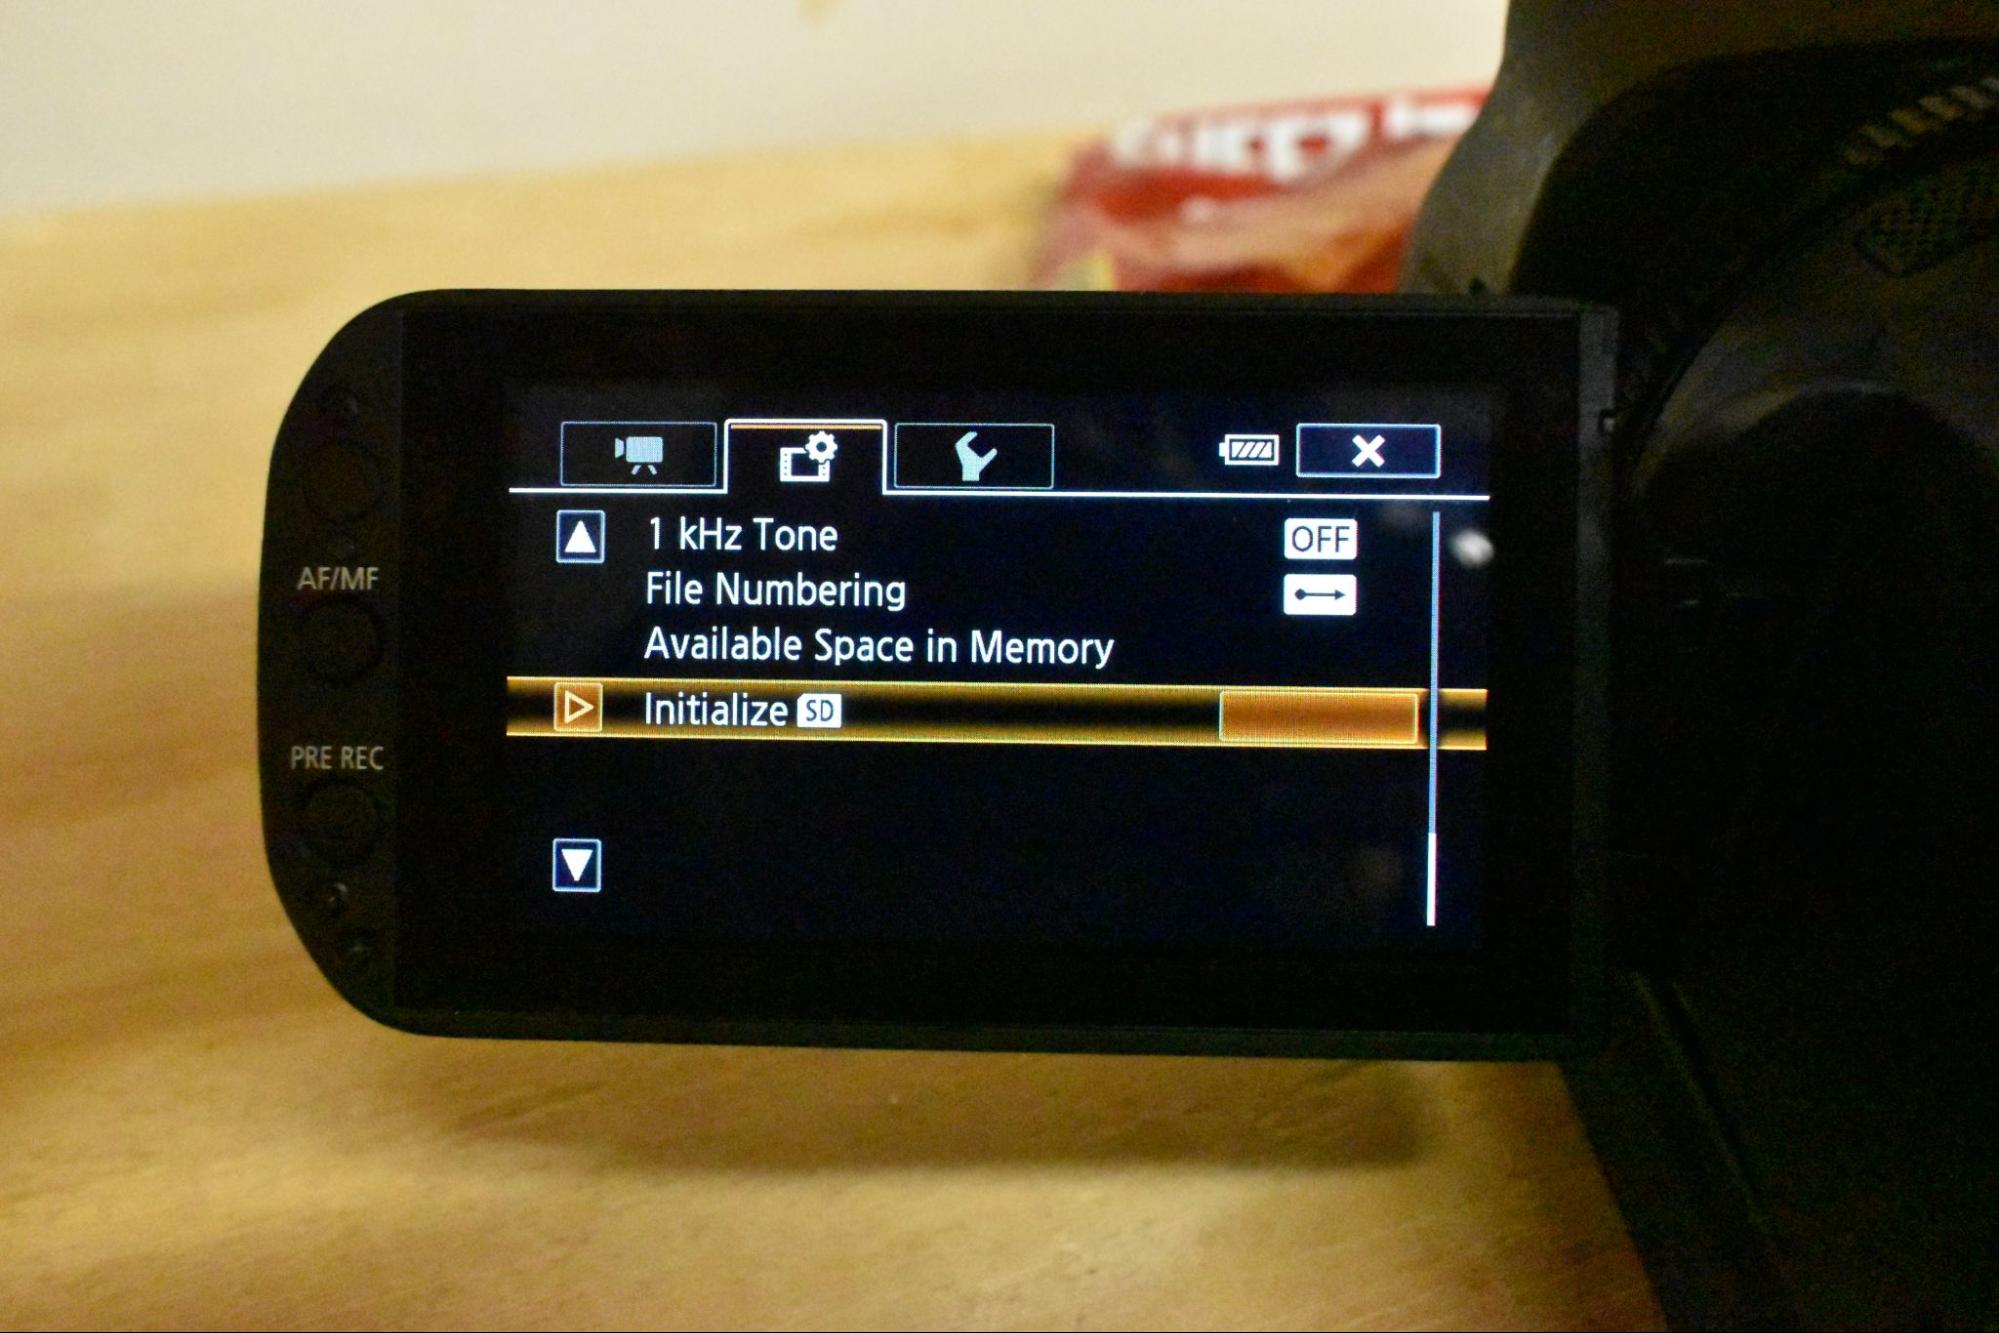 1 kHz Tone OFF
File Numbering
Available Space in Memory
Initialize SD
AF/MF
PRE REC